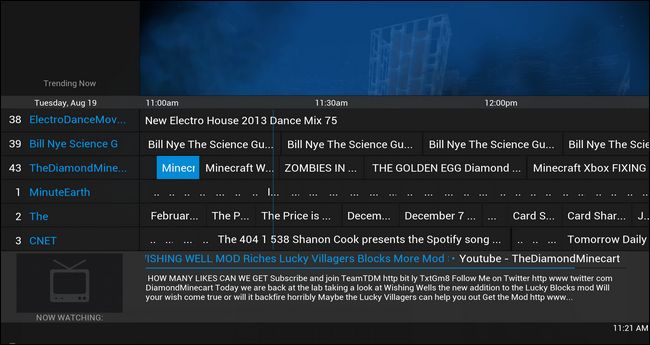 Trending Now
Tuesday, Aug 19 11:00am 11:30am 12:00pm
38 ElectroDanceMov... New Electro House 2013 Dance Mix 75
39 Bill Nye Science G Bill Nye The Science Gu... Bill Nye The Science Gu... Bill Nye The Science Gu... Bill Nye The Sci
43 TheDiamondMine... Minecr Minecraft W... ZOMBIES IN ... THE GOLDEN EGG Diamond ... Minecraft Xbox FIXING
1 MinuteEarth .. .. .. .. .. .. .. .. I... .. .. .. .. .. .. .. .. .. .. .. .. .. .. .. .. .. ..
2 The Februar... The P... The Price is ... Decem... December 7 ... ... Card S... Card Shar... J...
3 CNET .. .. ... ... The 404 1 538 Shanon Cook presents the Spotify song ... .. .. ... ... Tomorrow Daily
WISHING WELL MOD Riches Lucky Villagers Blocks More Mod • Youtube - TheDiamondMinecart
HOW MANY LIKES CAN WE GET Subscribe and join TeamTDM http bit ly TxtGm8 Follow Me on Twitter http www twitter com
DiamondMinecart Today we are back at the lab taking a look at Wishing Wells the new addition to the Lucky Blocks mod Will
your wish come true or will it backfire horribly Maybe the Lucky Villagers can help you out Get the Mod http www...
NOW WATCHING:
11:21 AM